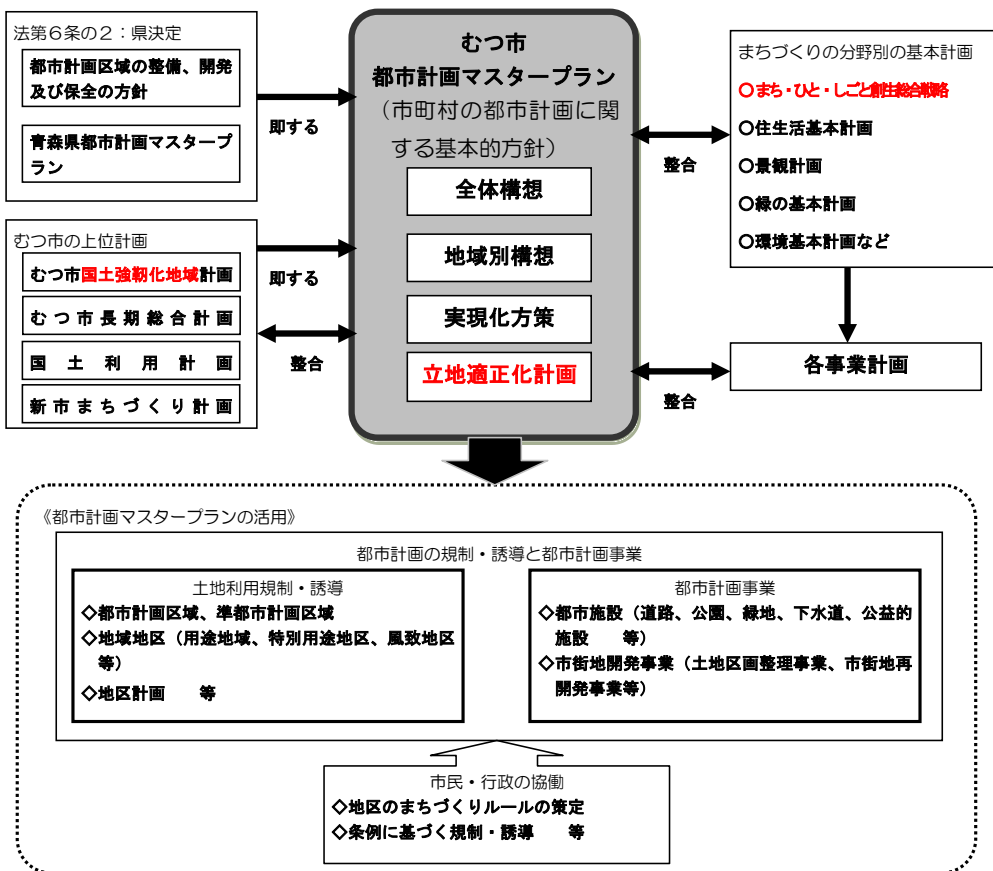 法第６条の２：県決定
都市計画区域の整備、開発
及び保全の方針
青森県都市計画マスタープ
ラン
即する
むつ市の上位計画
むつ市国土強靭化地域計画
むつ市長期総合計画
国土利用計画
新市まちづくり計画
即する
整合
むつ市
都市計画マスタープラン
（市町村の都市計画に関
する基本的方針）
全体構想
地域別構想
実現化方策
立地適正化計画
整合
整合
まちづくりの分野別の基本計画
○まち・ひと・しごと創生総合戦略
○住生活基本計画
○景観計画
○緑の基本計画
○環境基本計画など
各事業計画
《都市計画マスタープランの活用》
都市計画の規制・誘導と都市計画事業
土地利用規制・誘導
◇都市計画区域、準都市計画区域
◇地域地区（用途地域、特別用途地区、風致地区
等）
◇地区計画　　等
都市計画事業
◇都市施設（道路、公園、緑地、下水道、公益的
施設　　等）
◇市街地開発事業（土地区画整理事業、市街地再
開発事業等）
市民・行政の協働
◇地区のまちづくりルールの策定
◇条例に基づく規制・誘導　　等